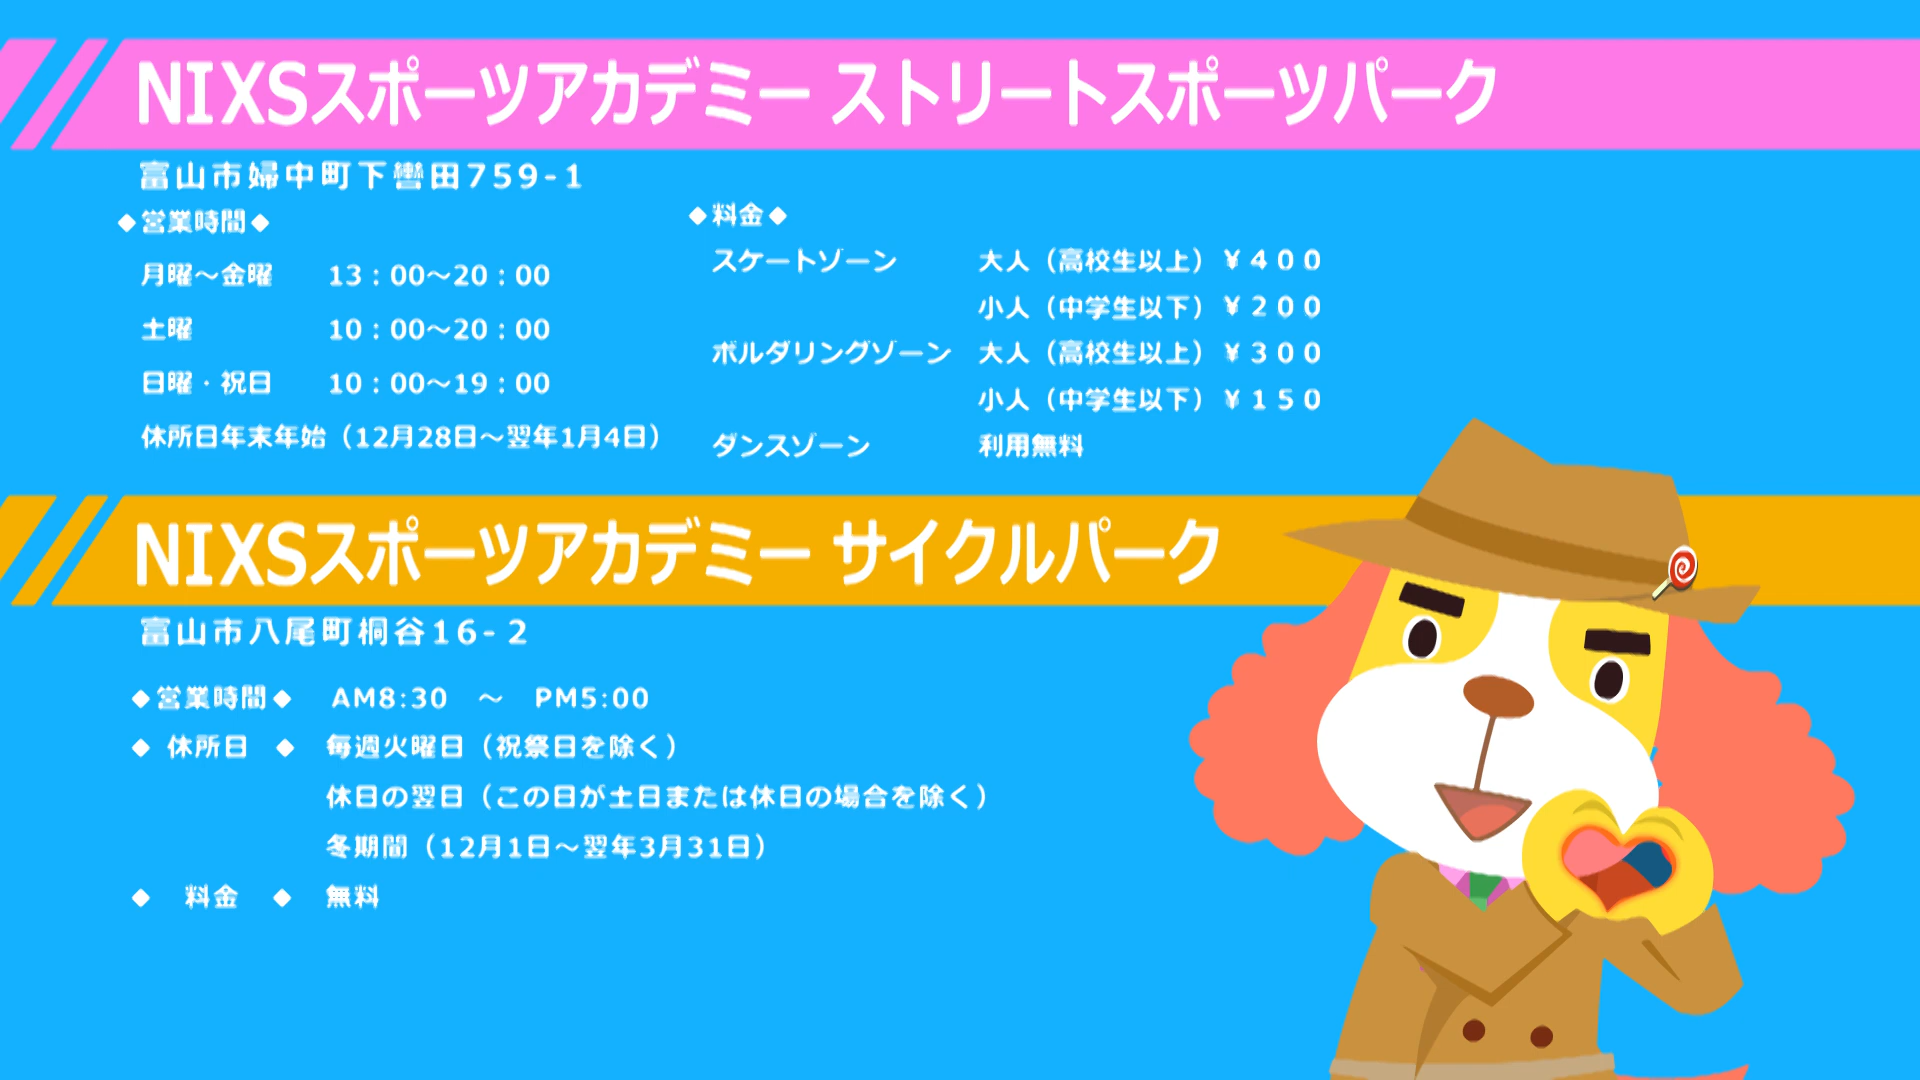 NIXSスポーツアカデミー ストリートスポーツパーク
富山市婦中町下轡田759-1
◆営業時間◆
月曜～金曜 13：00～20：00
土曜 10：00～20：00
日曜・祝日 10：00～19：00
休所日年末年始（12月28日～翌年1月4日）
◆料金◆
スケートゾーン 大人（高校生以上）￥４００
小人（中学生以下）￥２００
ボルダリングゾーン 大人（高校生以上）￥３００
小人（中学生以下）￥１５０
ダンスゾーン 利用無料
NIXSスポーツアカデミー サイクルパーク
富山市八尾町桐谷16-2
◆営業時間◆ AM8:30 ～ PM5:00
◆ 休所日 ◆ 毎週火曜日（祝祭日を除く）
休日の翌日（この日が土日または休日の場合を除く）
冬期間（12月1日～翌年3月31日）
◆ 料金 ◆ 無料